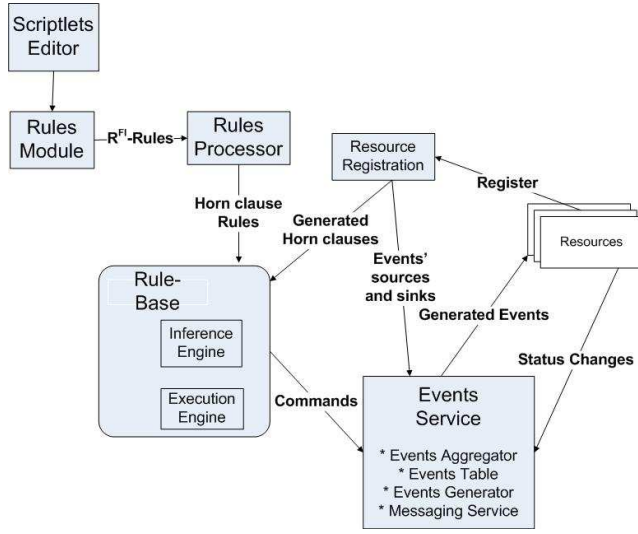 Scriptlets
Editor
Rules
Module
R^FI-Rules
Rules
Processor
Resource
Registration
Register
Horn clause
Rules
Generated
Horn clauses
Events'
sources
and sinks
Resources
Rule-
Base
Inference
Engine
Execution
Engine
Generated Events
Status Changes
Commands
Events
Service
* Events Aggregator
* Events Table
* Events Generator
* Messaging Service